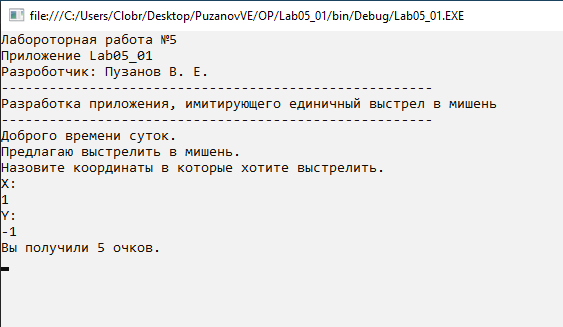 file:///C:/Users/Clobr/Desktop/PuzanovVE/OP/Lab05_01/bin/Debug/Lab05_01.EXE
Лабороторная работа №5
Приложение Lab05_01
Разроботчик: Пузанов В. Е.
------------------------------------------------------
Разработка приложения, имитирующего единичный выстрел в мишень
------------------------------------------------------
Доброго времени суток.
Предлагаю выстрелить в мишень.
Назовите координаты в которые хотите выстрелить.
X:
1
Y:
-1
Вы получили 5 очков.